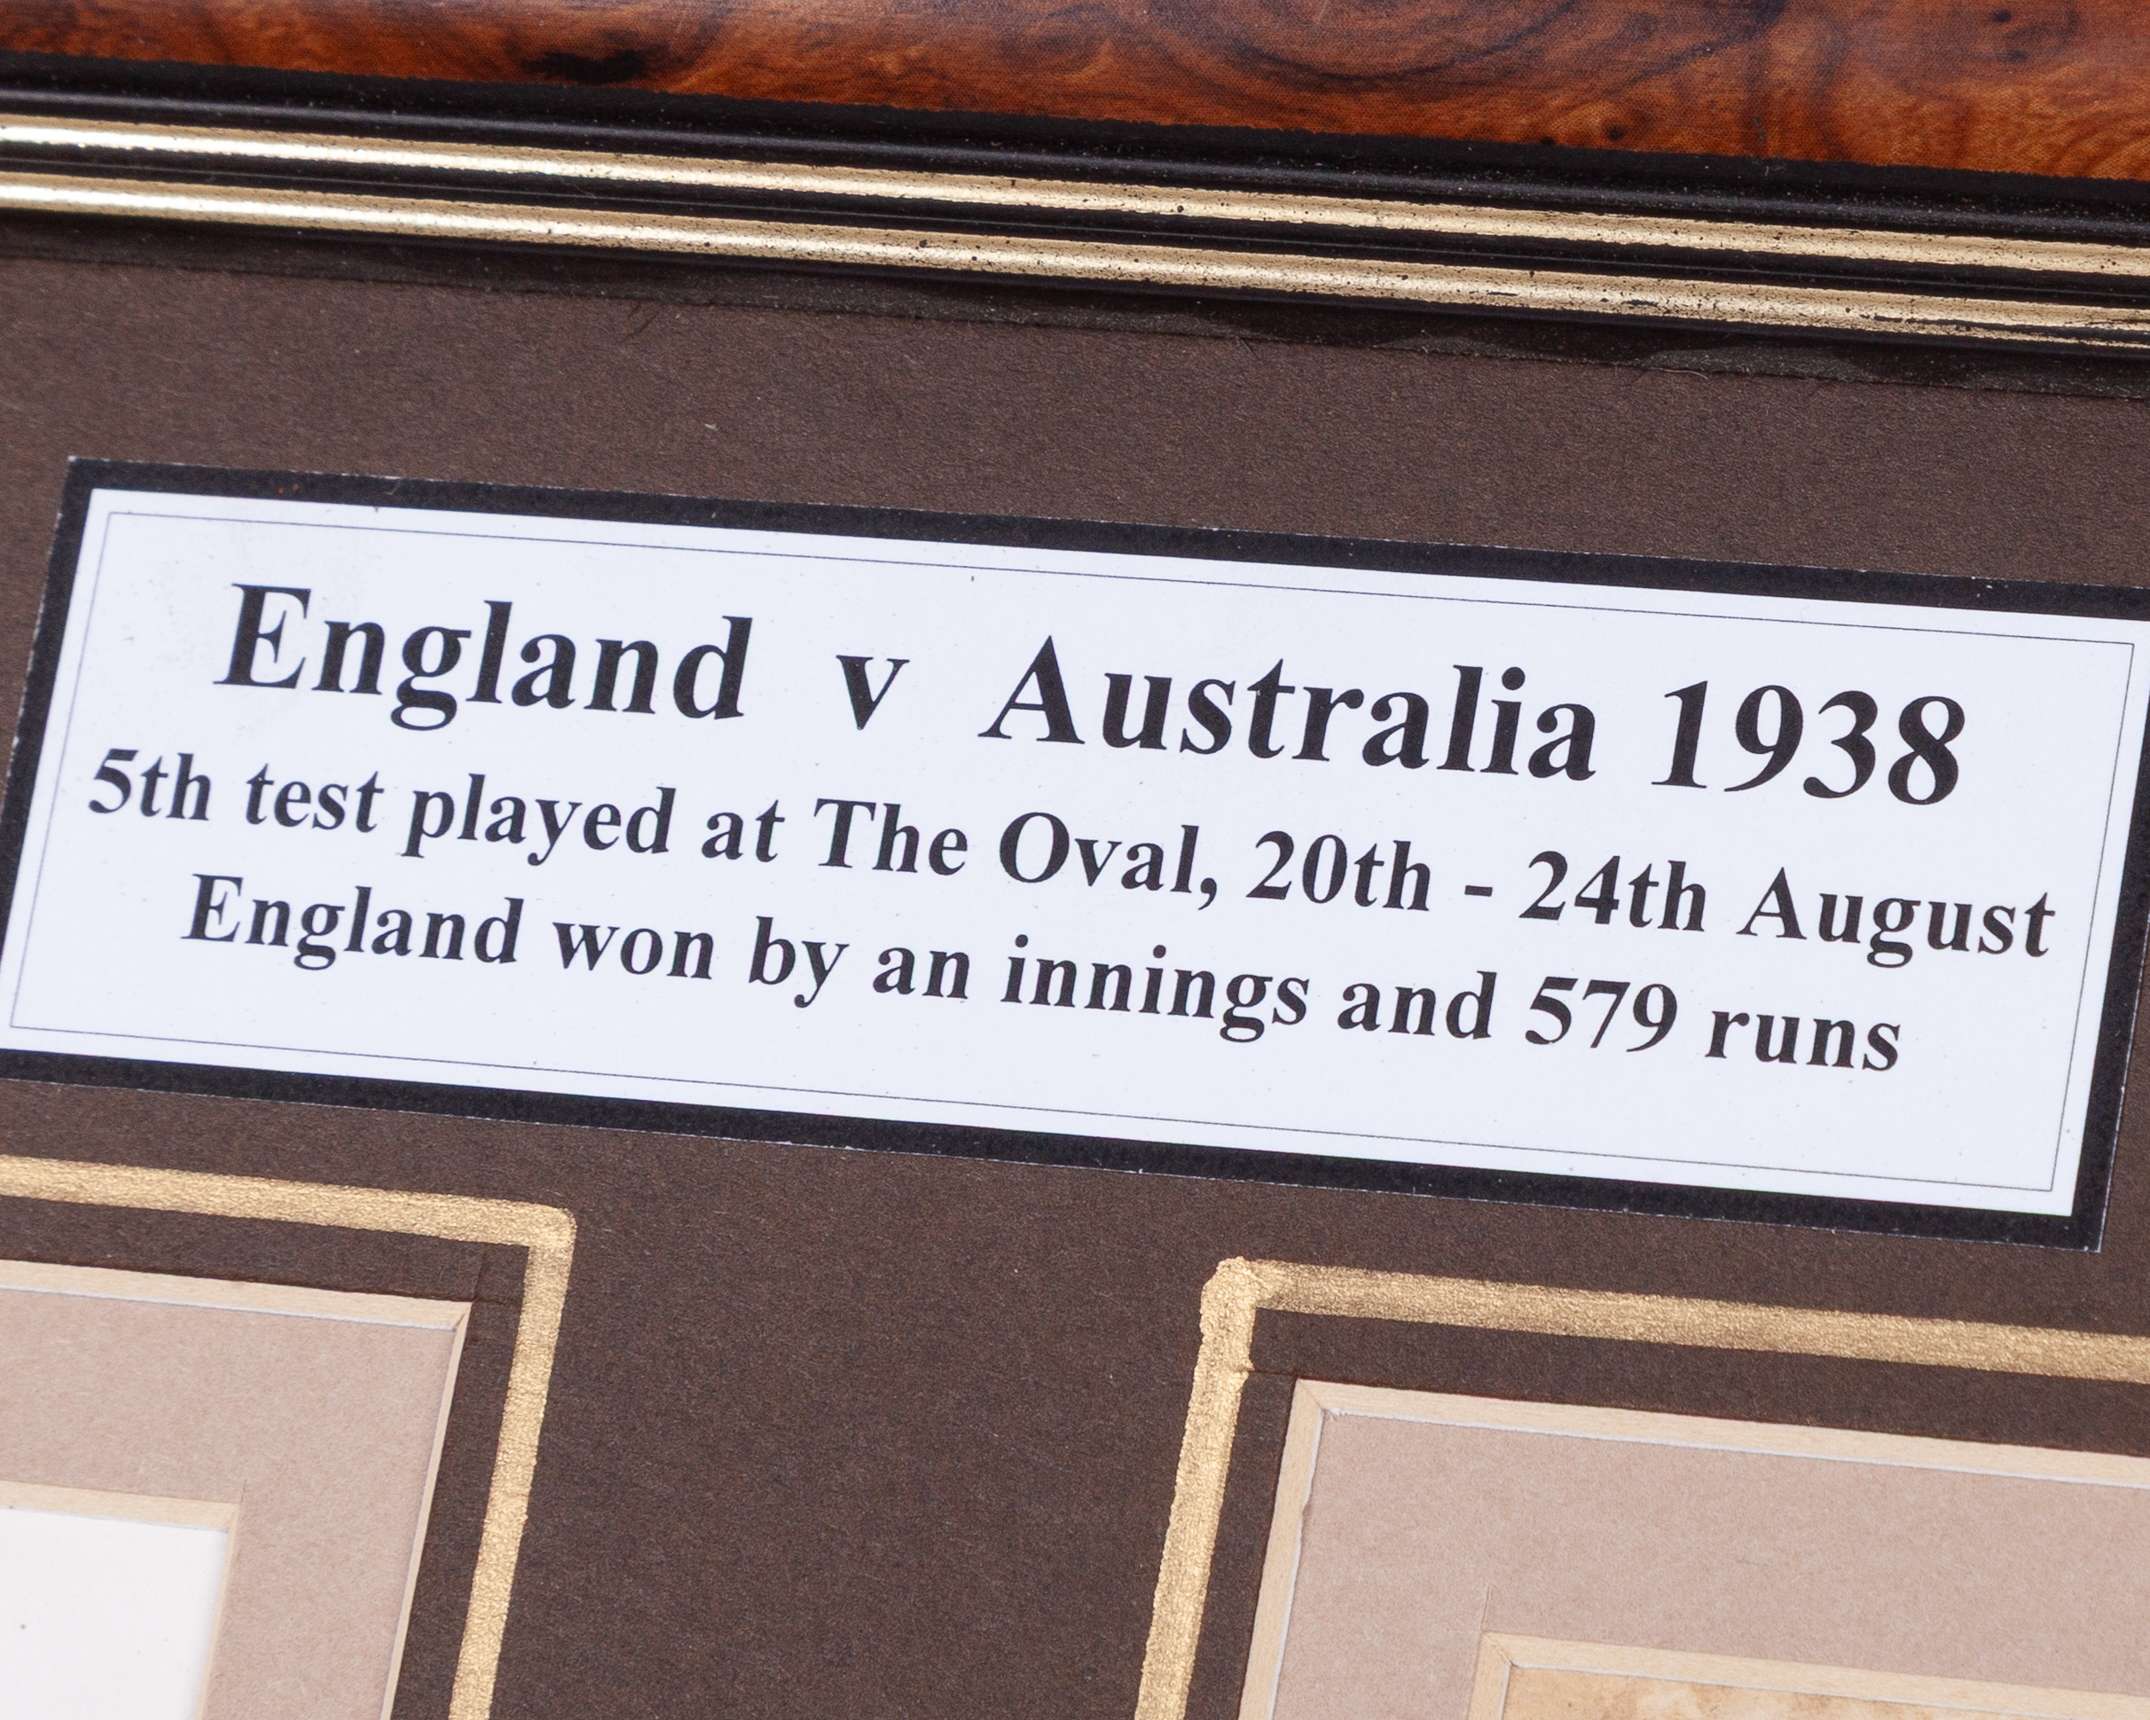 England v Australia 1938
5th test played at The Oval, 20th - 24th August
England won by an innings and 579 runs